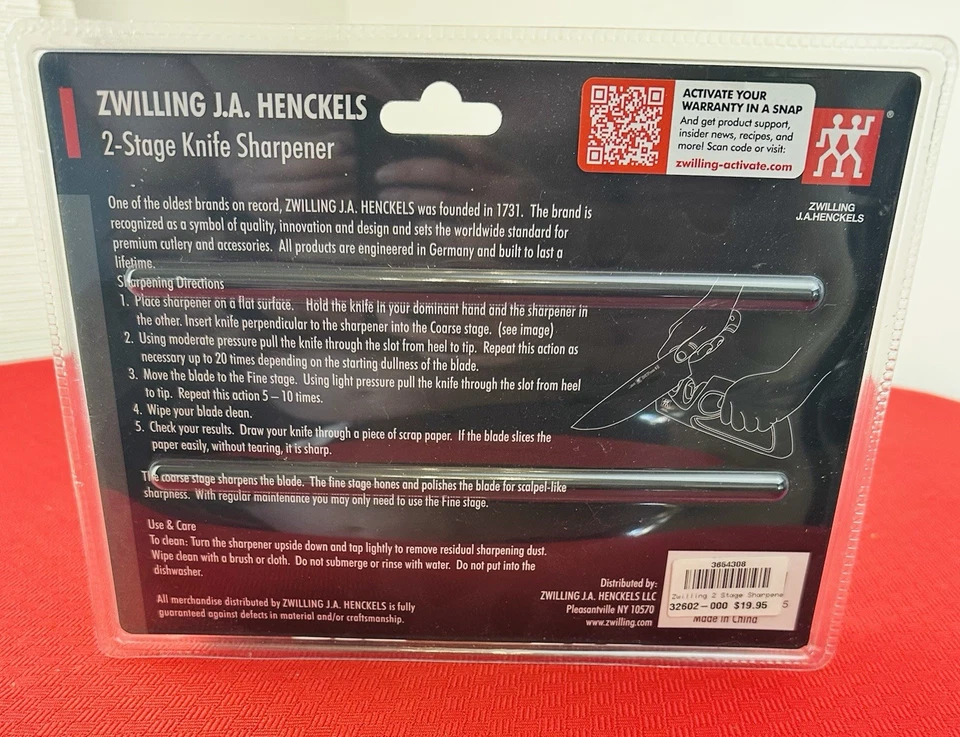 ZWILLING J.A. HENCKELS
2-Stage Knife Sharpener
ACTIVATE YOUR
WARRANTY IN A SNAP
And get product support,
insider news, recipes, and
more! Scan code or visit:
zwilling-activate.com
®
ZWILLING
J.A.HENCKELS
One of the oldest brands on record, ZWILLING J.A. HENCKELS was founded in 1731. The brand is
recognized as a symbol of quality, innovation and design and sets the worldwide standard for
premium cutlery and accessories. All products are engineered in Germany and built to last a
lifetime.
Sharpening Directions
1. Place sharpener on a flat surface. Hold the knife in your dominant hand and the sharpener in
the other. Insert knife perpendicular to the sharpener into the Coarse stage. (see image)
2. Using moderate pressure pull the knife through the slot from heel to tip. Repeat this action as
necessary up to 20 times depending on the starting dullness of the blade.
3. Move the blade to the Fine stage. Using light pressure pull the knife through the slot from heel
to tip. Repeat this action 5 – 10 times.
4. Wipe your blade clean.
5. Check your results. Draw your knife through a piece of scrap paper. If the blade slices the
paper easily, without tearing, it is sharp.
The coarse stage sharpens the blade. The fine stage hones and polishes the blade for scalpel-like
sharpness. With regular maintenance you may only need to use the Fine stage.
Use & Care
To clean: Turn the sharpener upside down and tap lightly to remove residual sharpening dust.
Wipe clean with a brush or cloth. Do not submerge or rinse with water. Do not put into the
dishwasher.
All merchandise distributed by ZWILLING J.A. HENCKELS is fully
guaranteed against defects in material and/or craftsmanship.
Distributed by:
ZWILLING J.A. HENCKELS LLC
Pleasantville NY 10570
www.zwilling.com
3654308
Zwilling 2 Stage Sharpene
32602-000 $19.95
5
Made in China